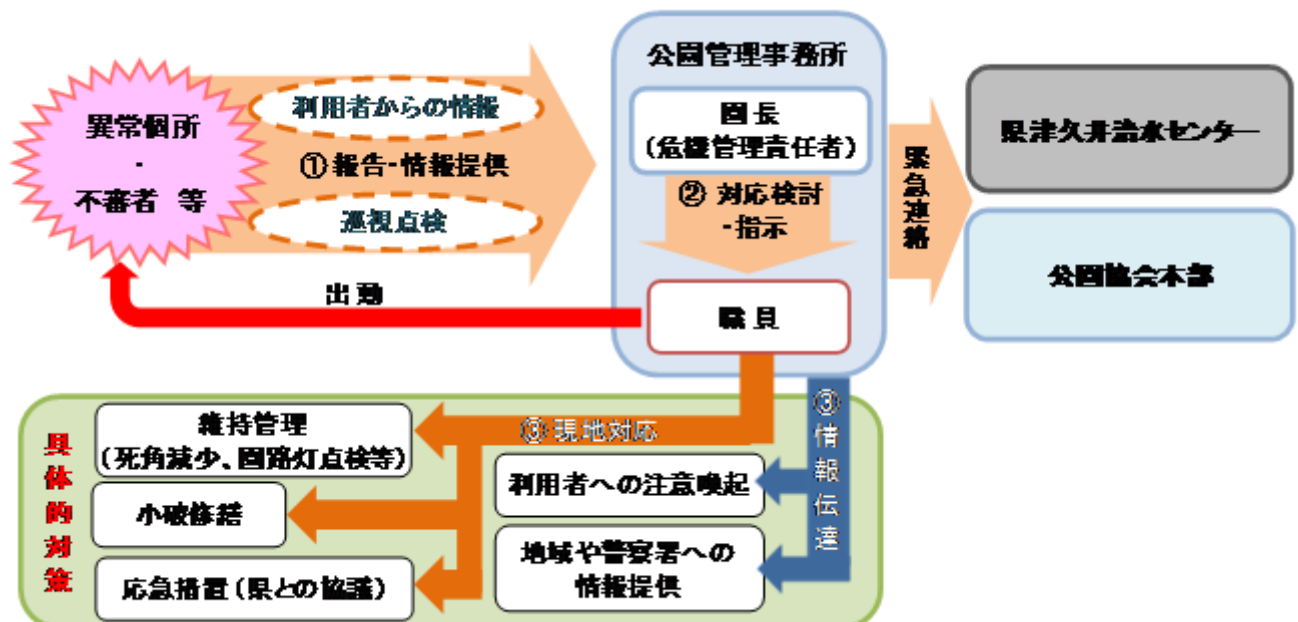 異常個所
・
不審者 等
利用者からの情報
①報告・情報提供
巡視点検
出動
公園管理事務所
園長
(危機管理責任者)
② 対応検討
・指示
職員
緊急連絡
県津久井治水センター
公園協会本部
具体的対策
維持管理
(死角減少、園路灯点検等)
小破修繕
応急措置(県との協議)
③現地対応
利用者への注意喚起
地域や警察署への
情報提供
③情報伝達